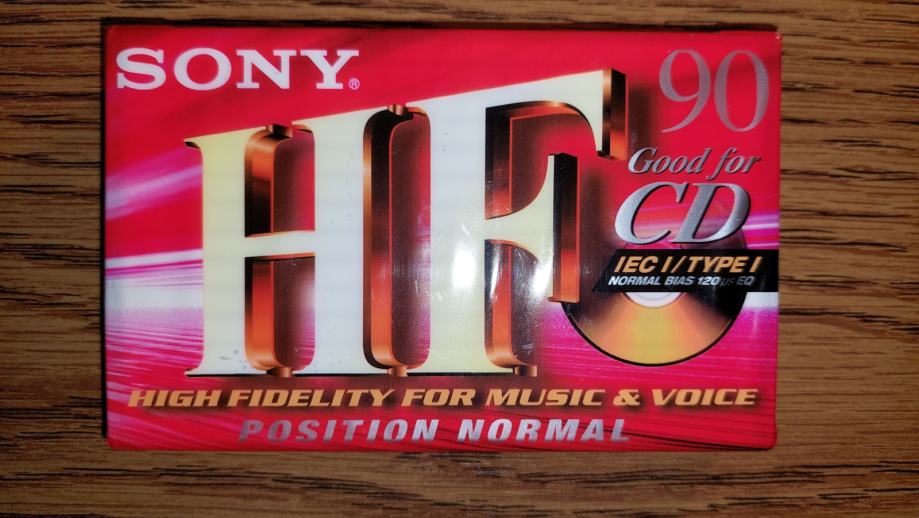 SONY®
90
HF
Good for
CD
IEC I/TYPE I
NORMAL BIAS 120 µs EQ
HIGH FIDELITY FOR MUSIC & VOICE
POSITION NORMAL